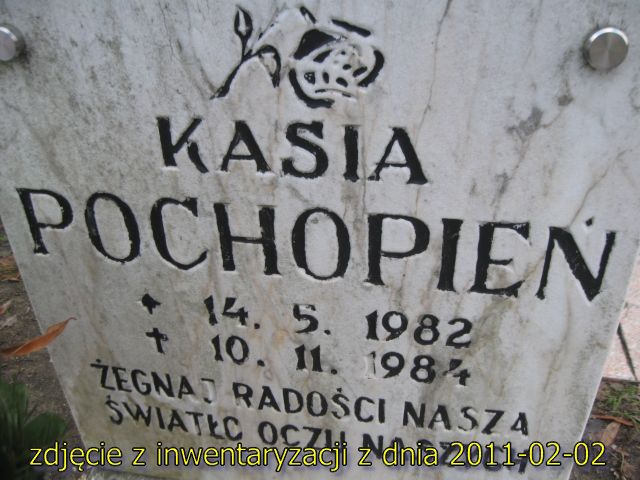 KASIA
POCHOPIEŃ
* 14. 5. 1982
✝ 10. 11. 1984
ŻEGNAJ RADOŚCI NASZA
ŚWIATŁO OCZU NASZYCH
zdjęcie z inwentaryzacji z dnia 2011-02-02